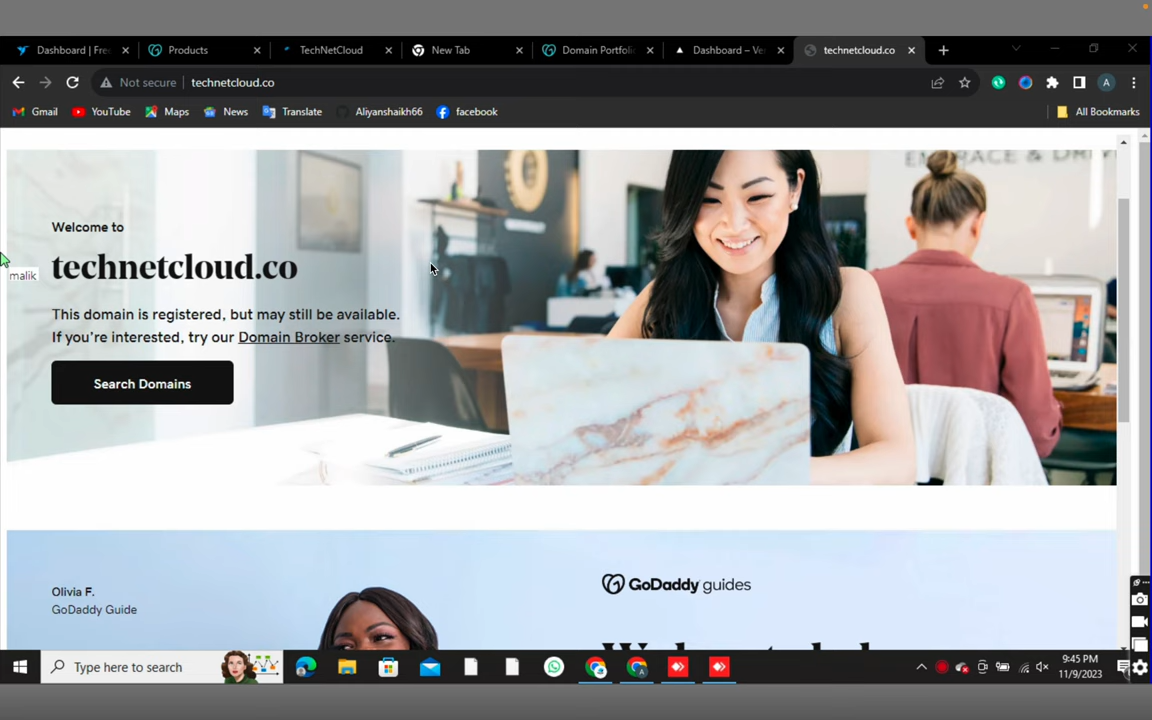 Dashboard | Fre
Products
TechNetCloud
New Tab
Domain Portfoli
Dashboard – Ve
technetcloud.co
Not secure
technetcloud.co
A
Gmail
YouTube
Maps
News
Translate
Aliyanshaikh66
facebook
All Bookmarks
EMBRACE & DRI
Welcome to
technetcloud.co
malik
This domain is registered, but may still be available.
If you're interested, try our Domain Broker service.
Search Domains
Olivia F.
GoDaddy Guide
GoDaddy guides
Type here to search
9:45 PM
11/9/2023